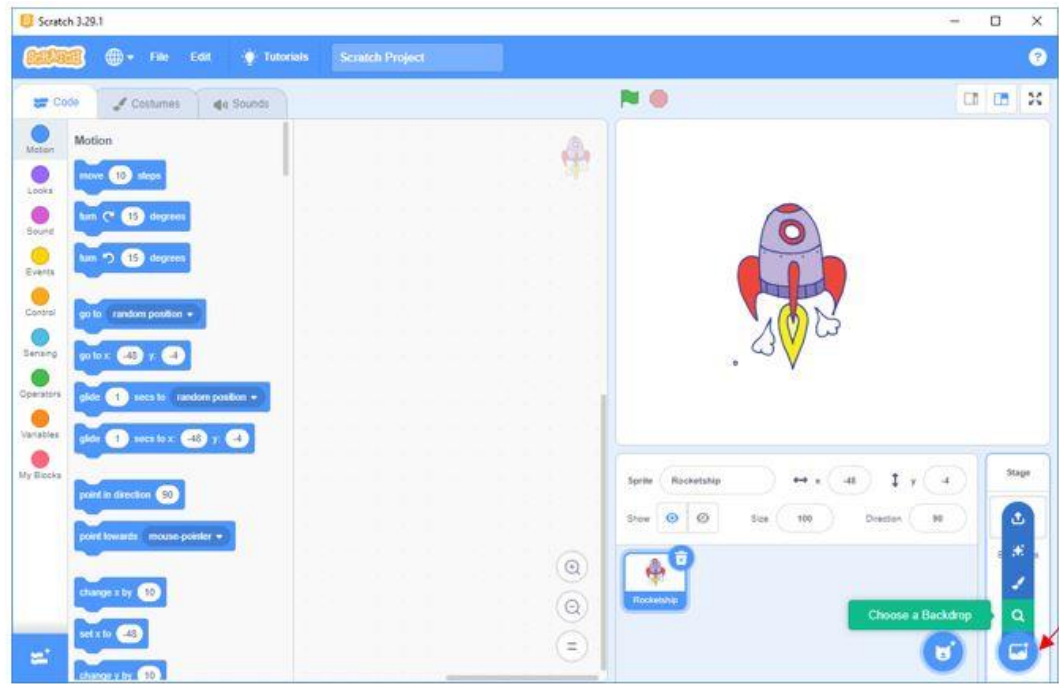 Scratch 3.29.1
SCRATCH File Edit Tutorials Scratch Project ?
Code Costumes Sounds
Motion
Looks
Sound
Events
Control
Sensing
Operators
Variables
My Blocks
Motion
move 10 steps
turn 15 degrees
turn 15 degrees
go to random position
go to x: -48 y: -4
glide 1 secs to random position
glide 1 secs to x: -48 y: -4
point in direction 90
point towards mouse-pointer
change x by 10
set x to -48
change y by 10
Sprite Rocketship x -48 y -4
Show Size 100 Direction 90
Rocketship
Stage
Choose a Backdrop